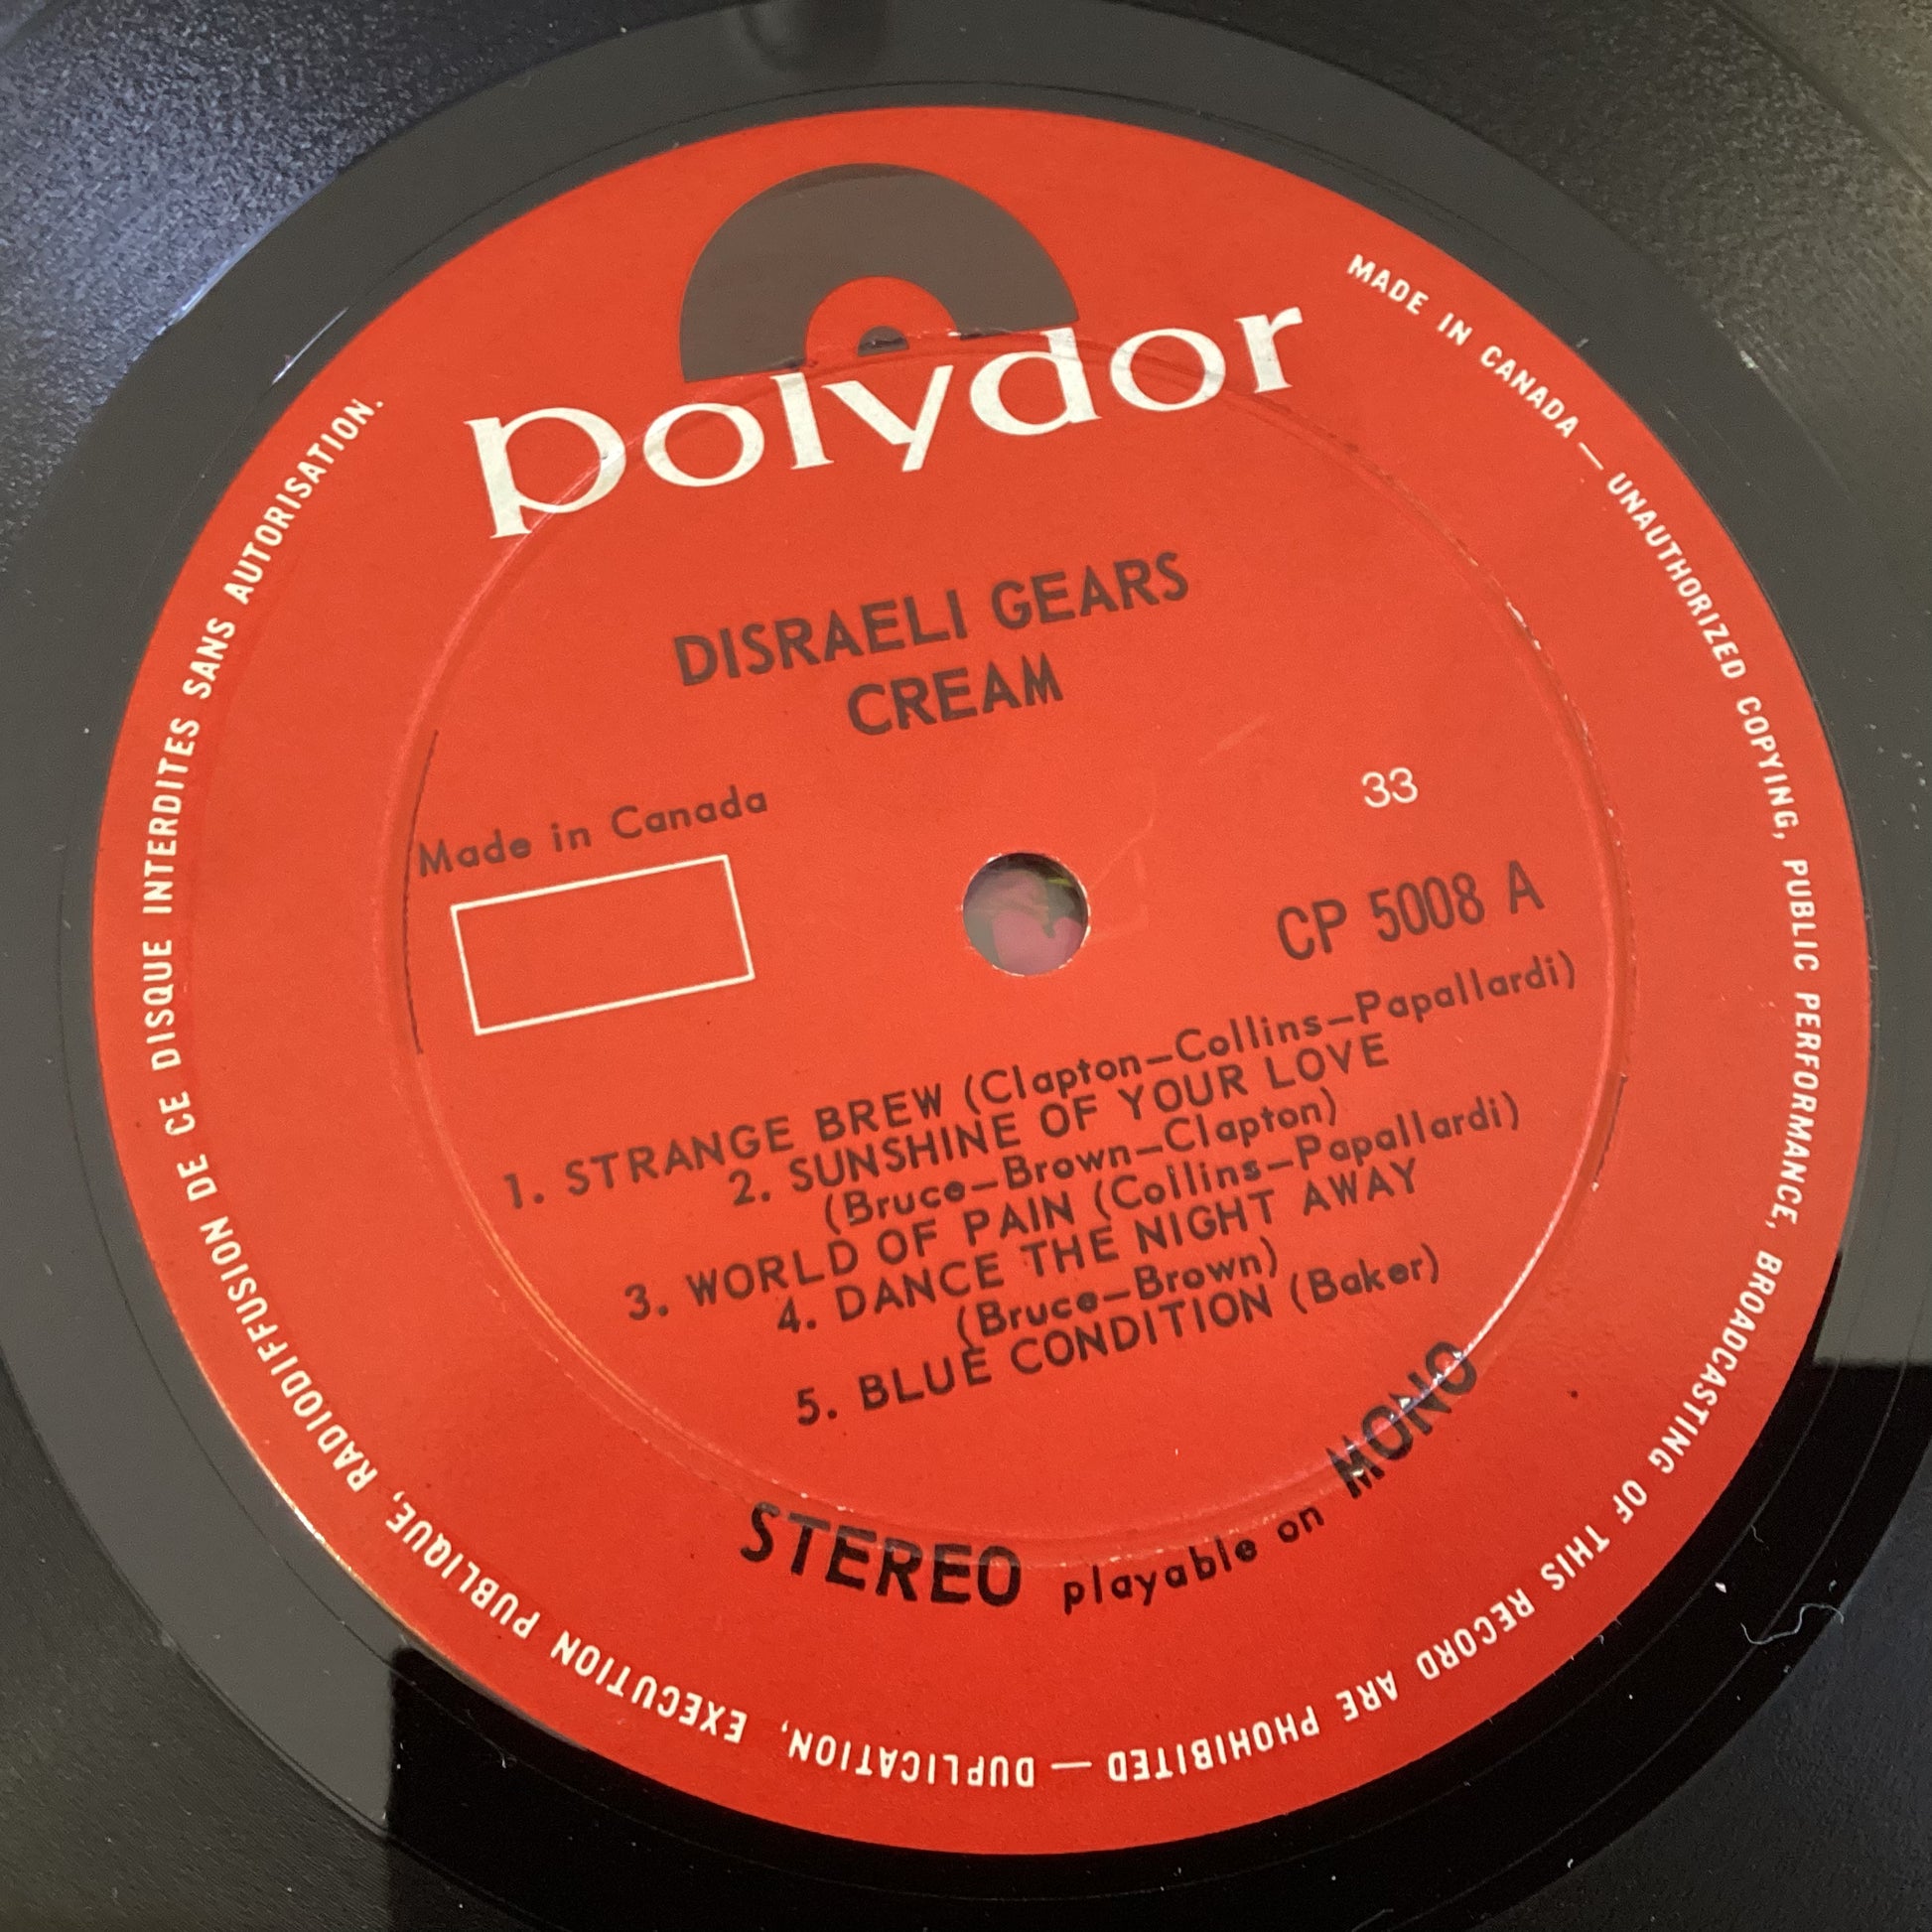 polydor
DISRAELI GEARS
CREAM
Made in Canada
33
CP 5008 A
1. STRANGE BREW (Clapton–Collins–Papallardi)
2. SUNSHINE OF YOUR LOVE
(Bruce–Brown–Clapton)
3. WORLD OF PAIN (Collins–Papallardi)
4. DANCE THE NIGHT AWAY
(Bruce–Brown)
5. BLUE CONDITION (Baker)
STEREO playable on MONO
MADE IN CANADA — UNAUTHORIZED COPYING, PUBLIC PERFORMANCE, BROADCASTING OF THIS RECORD ARE PHOHIBITED — DUPLICATION, EXECUTION PUBLIQUE, RADIODIFFUSION DE CE DISQUE INTERDITES SANS AUTORISATION.